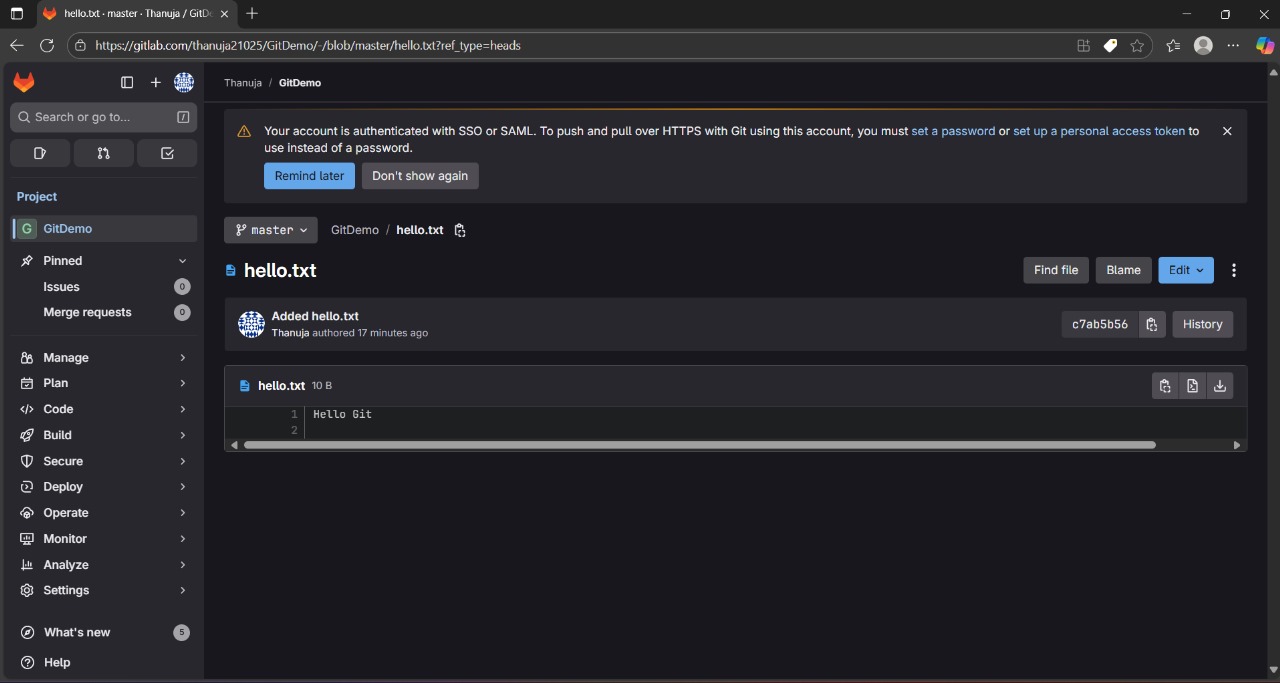 hello.txt · master · Thanuja / GitD
https://gitlab.com/thanuja21025/GitDemo/-/blob/master/hello.txt?ref_type=heads
Search or go to... /
Project
G GitDemo
Pinned
Issues 0
Merge requests 0
Manage
Plan
Code
Build
Secure
Deploy
Operate
Monitor
Analyze
Settings
What's new 5
Help
Thanuja / GitDemo
Your account is authenticated with SSO or SAML. To push and pull over HTTPS with Git using this account, you must set a password or set up a personal access token to
use instead of a password.
Remind later Don't show again
master GitDemo / hello.txt
hello.txt Find file Blame Edit
Added hello.txt
Thanuja authored 17 minutes ago
c7ab5b56 History
hello.txt 10 B
1 Hello Git
2